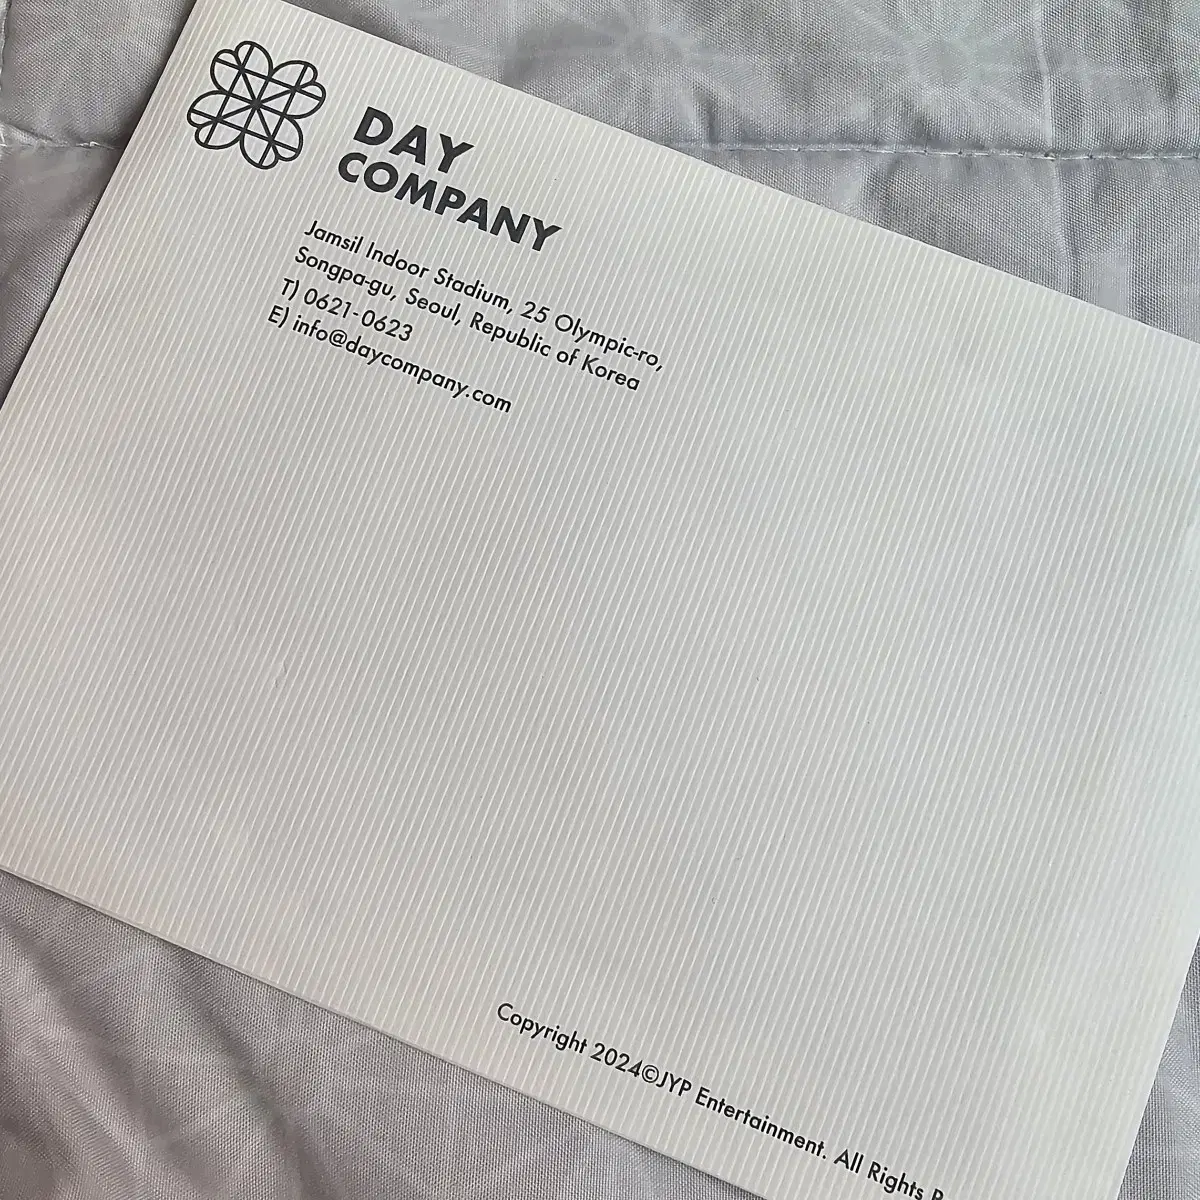 DAY
COMPANY
Jamsil Indoor Stadium, 25 Olympic-ro,
Songpa-gu, Seoul, Republic of Korea
T) 0621-0623
E) info@daycompany.com
Copyright 2024©JYP Entertainment. All Rights